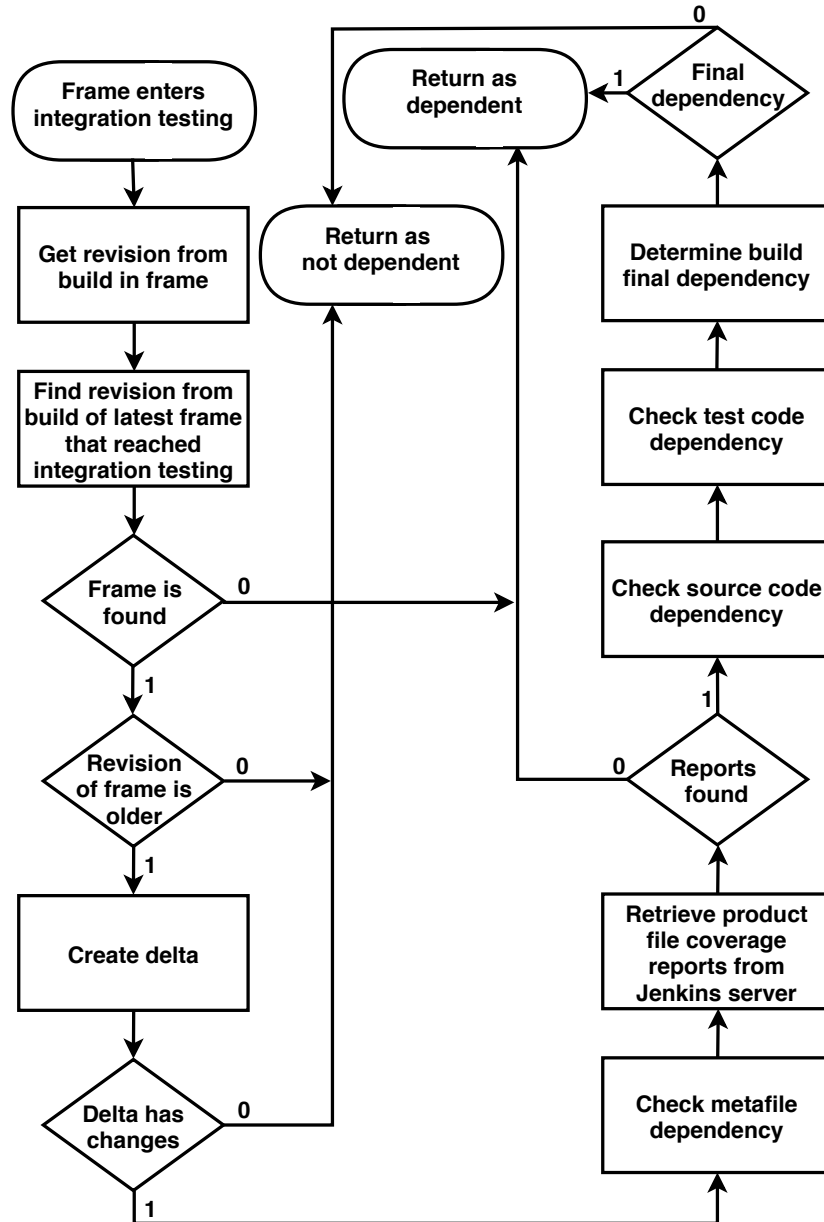 Frame enters
integration testing
Get revision from
build in frame
Find revision from
build of latest frame
that reached
integration testing
Frame is
found
0
1
Revision
of frame is
older
0
1
Create delta
Delta has
changes
0
1
Return as
not dependent
Return as
dependent
0
1
Final
dependency
Determine build
final dependency
Check test code
dependency
Check source code
dependency
1
0
Reports
found
Retrieve product
file coverage
reports from
Jenkins server
Check metafile
dependency